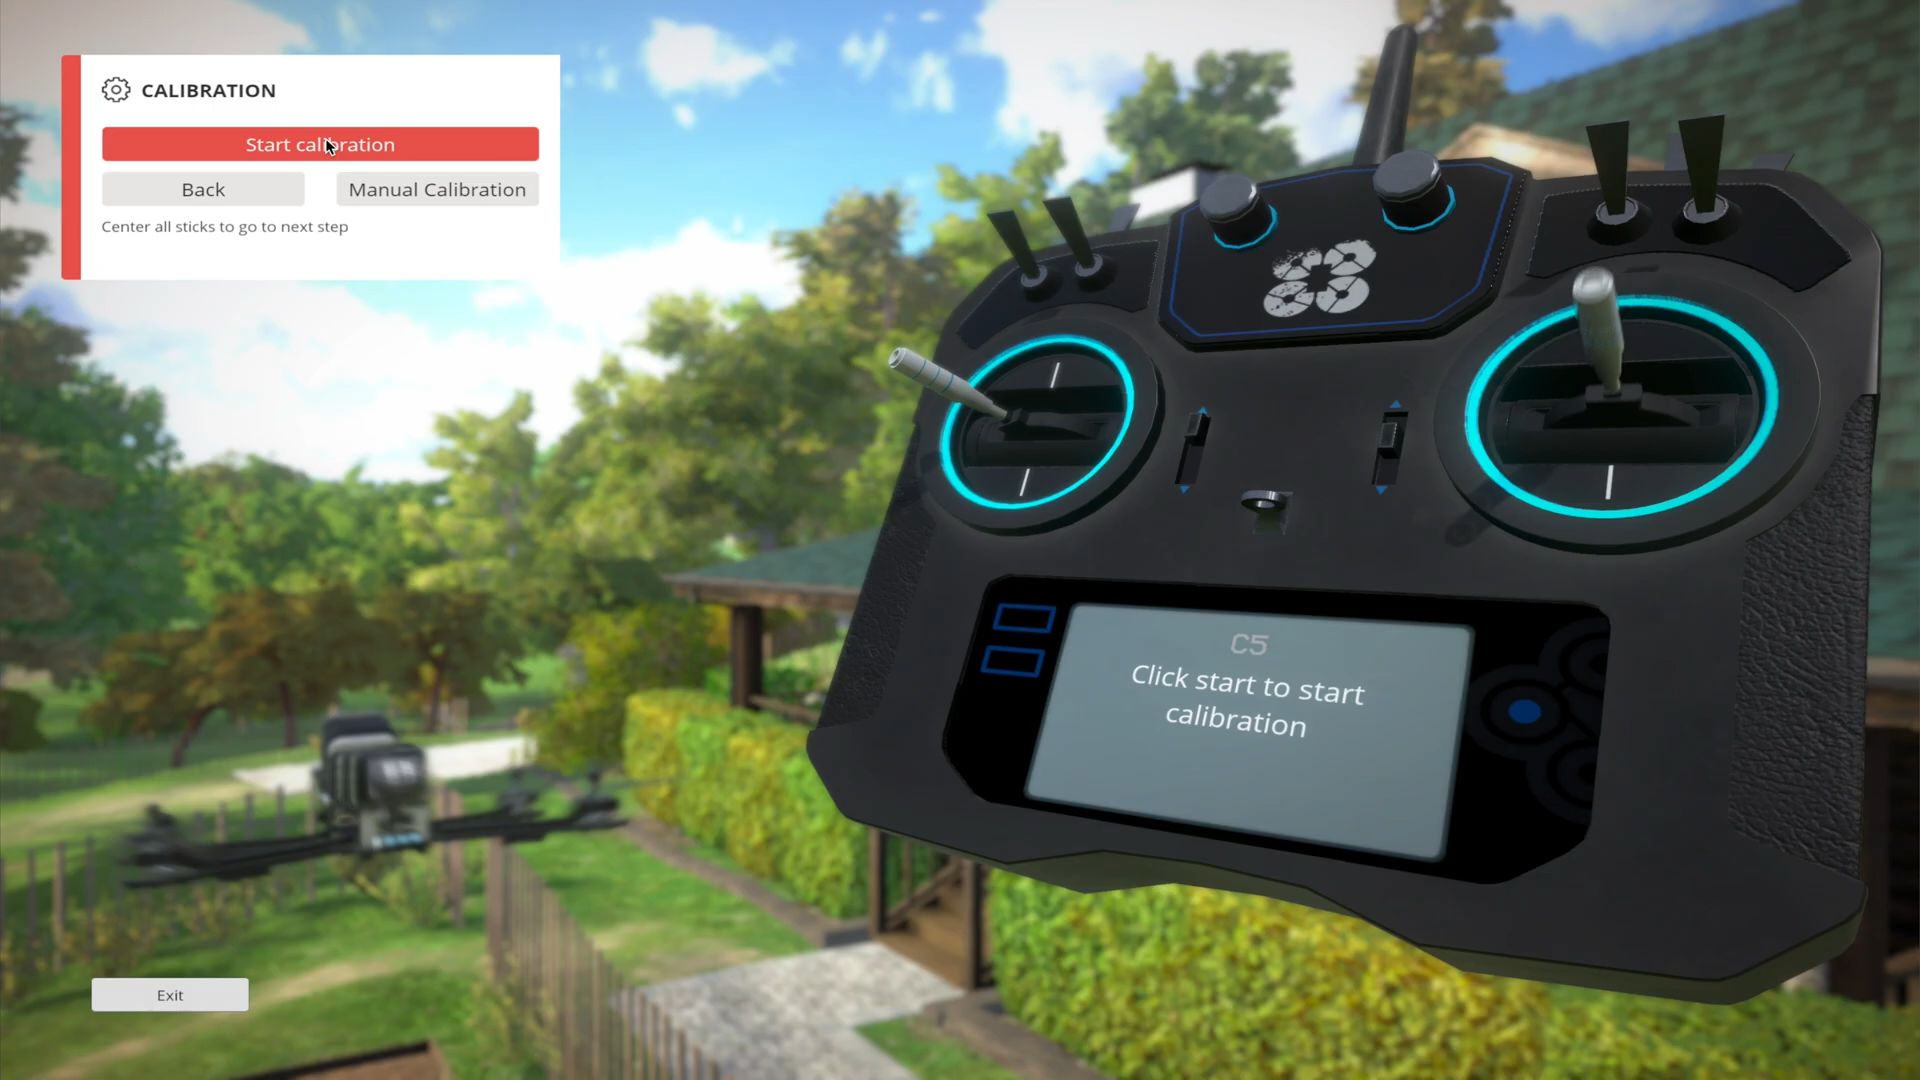 CALIBRATION
Start calibration
Back
Manual Calibration
Center all sticks to go to next step
C5
Click start to start
calibration
Exit